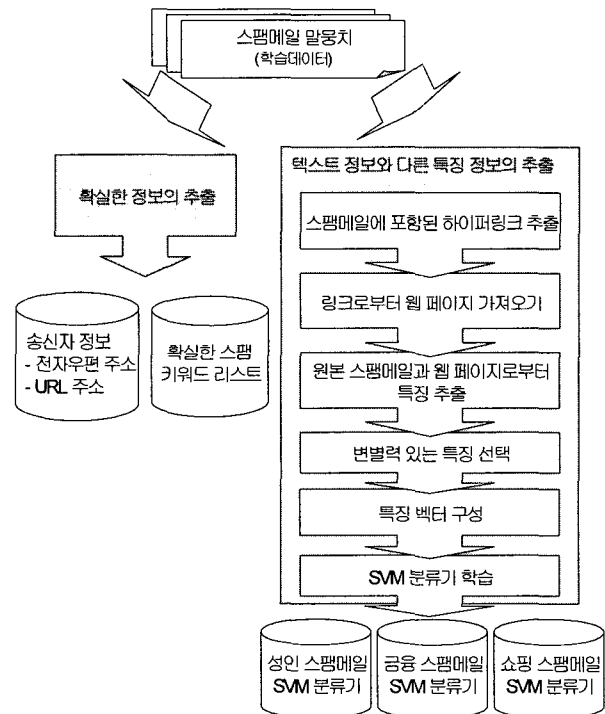 스팸메일 말뭉치
(학습데이터)
확실한 정보의 추출
송신자 정보
- 전자우편 주소
- URL 주소
확실한 스팸
키워드 리스트
텍스트 정보와 다른 특징 정보의 추출
스팸메일에 포함된 하이퍼링크 추출
링크로부터 웹 페이지 가져오기
원본 스팸메일과 웹 페이지로부터
특징 추출
변별력 있는 특징 선택
특징 벡터 구성
SVM 분류기 학습
성인 스팸메일
SVM 분류기
금융 스팸메일
SVM 분류기
쇼핑 스팸메일
SVM 분류기